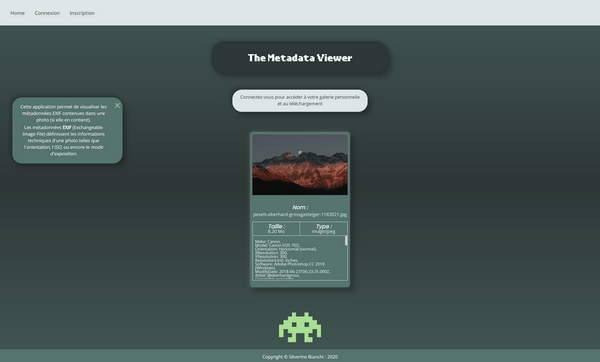 Home
Connexion
Inscription
The Metadata Viewer
Connectez-vous pour accéder à votre galerie personnelle
et au téléchargement.
Cette application permet de visualiser les
métadonnées EXIF contenues dans une
photo (si elle en contient).
Les métadonnées EXIF (Exchangeable
Image File) définissent les informations
techniques d'une photo telles que
l'orientation, l'ISO, ou encore le mode
d'exposition.
Nom :
pexels-eberhard-grossgasteiger-1183021.jpg
Taille :
8.20 Mo
Type :
image/jpeg
Make: Canon,
Model: Canon EOS 70D,
Orientation: Horizontal (normal),
XResolution: 300,
YResolution: 300,
ResolutionUnit: inches,
Software: Adobe Photoshop CC 2018
(Windows),
ModifyDate: 2018-06-23T06:23:25.000Z,
Copyright © Séverine Bianchi - 2020